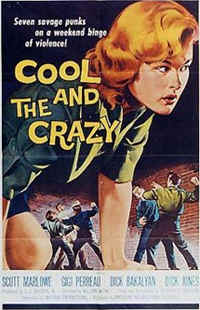 Seven savage punks
on a weekend binge
of violence!
COOL
AND
THE
CRAZY
SCOTT MARLOWE GIGI PERREAU DICK BAKALYAN DICK JONES